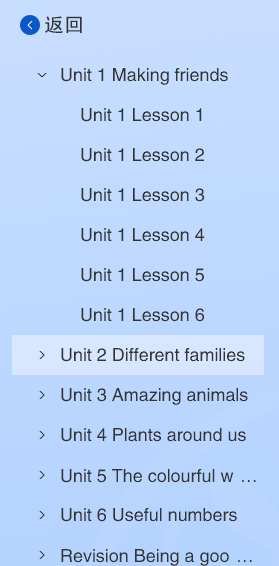 返回
Unit 1 Making friends
Unit 1 Lesson 1
Unit 1 Lesson 2
Unit 1 Lesson 3
Unit 1 Lesson 4
Unit 1 Lesson 5
Unit 1 Lesson 6
Unit 2 Different families
Unit 3 Amazing animals
Unit 4 Plants around us
Unit 5 The colourful w ...
Unit 6 Useful numbers
Revision Being a goo ...